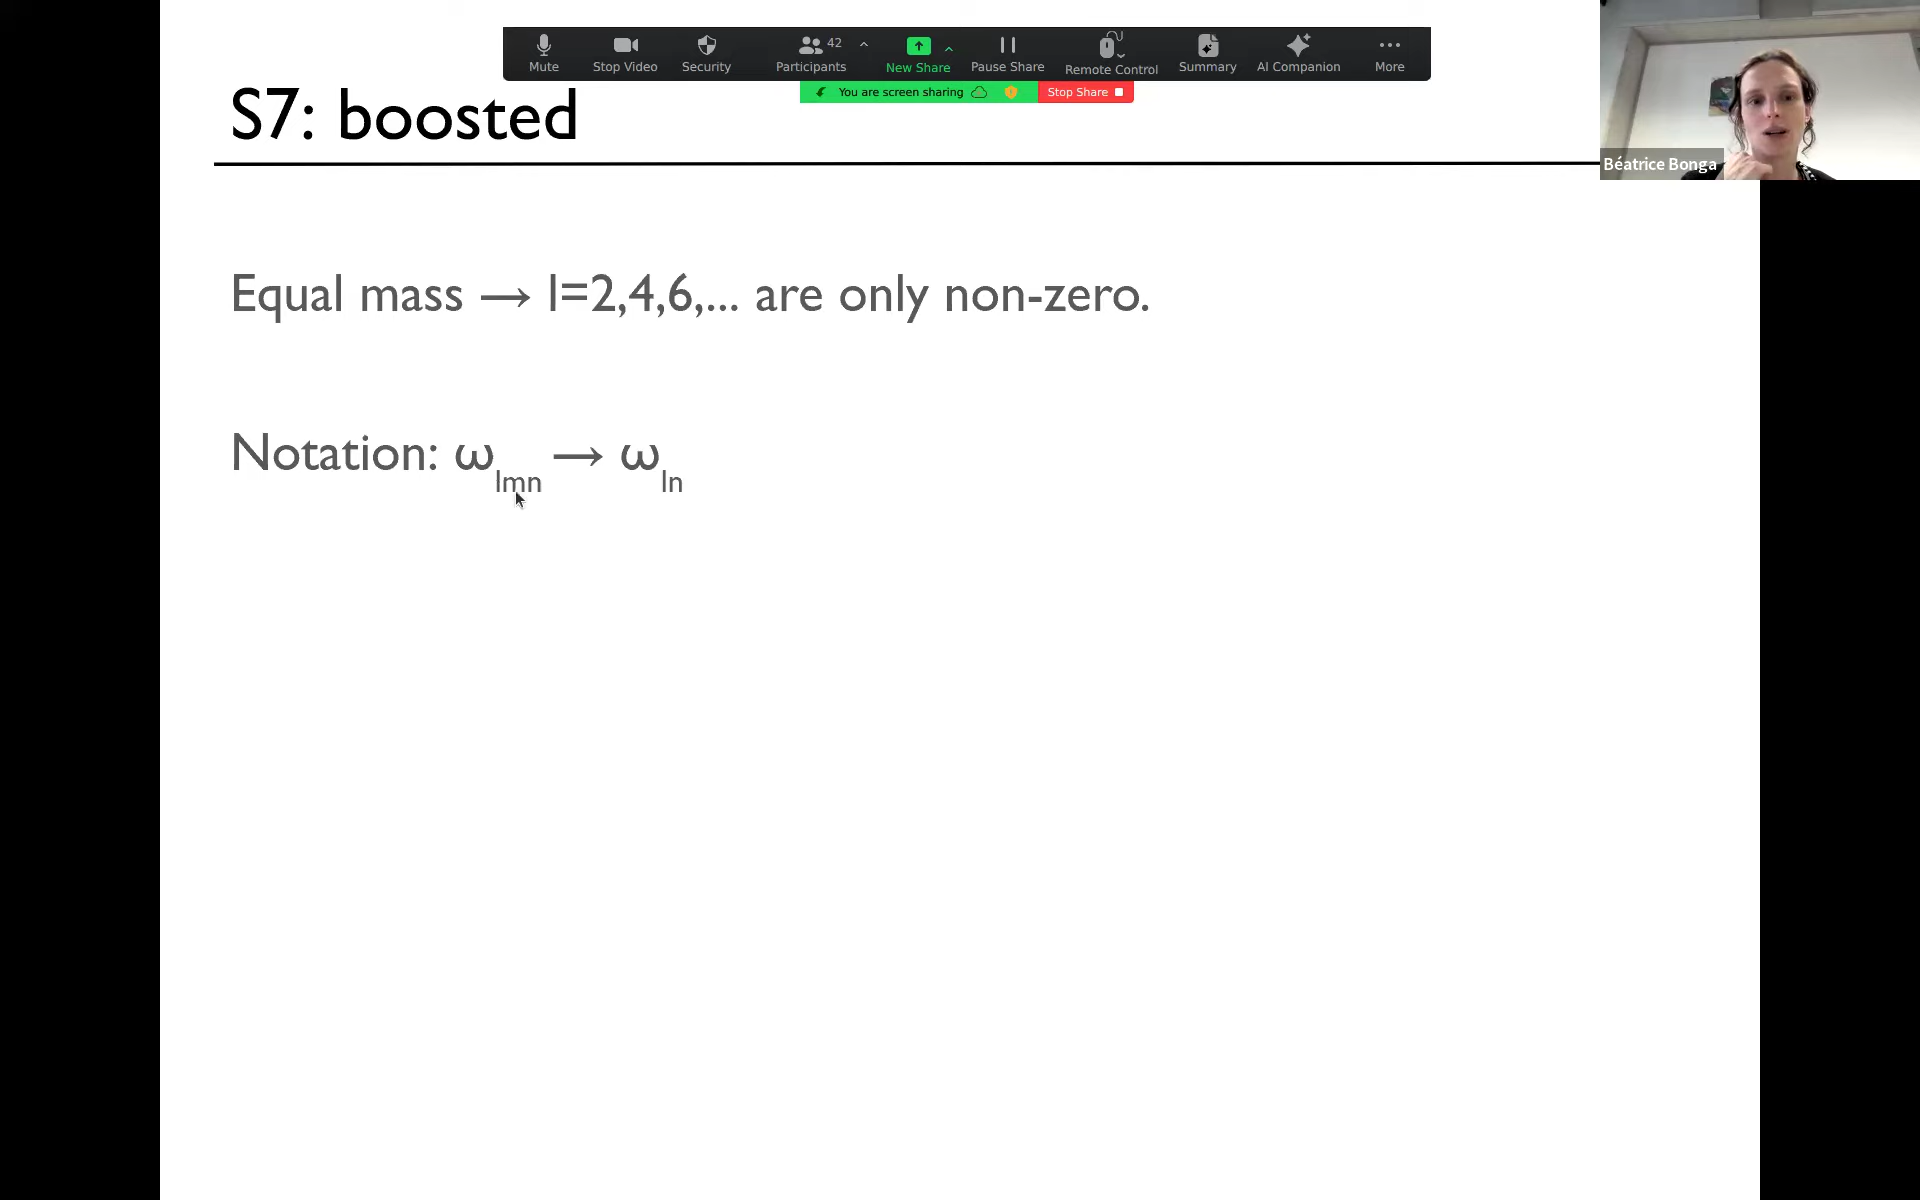 Mute
Stop Video
Security
Participants
42
New Share
Pause Share
Remote Control
Summary
AI Companion
More
You are screen sharing
Stop Share
S7: boosted
Béatrice Bonga
Equal mass → l=2,4,6,... are only non-zero.
Notation: ω_lmn → ω_ln